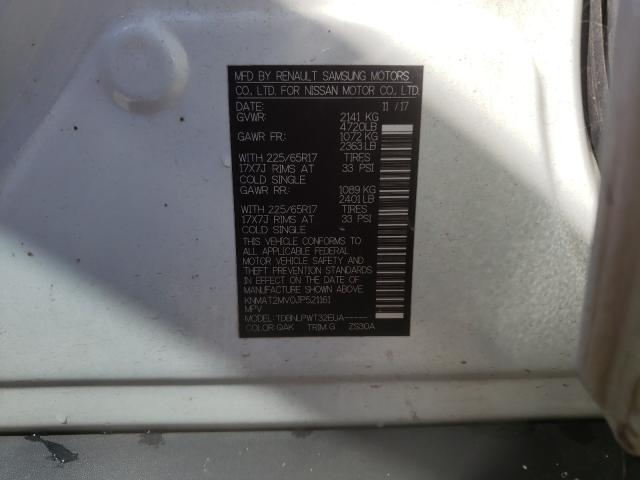 MFD BY RENAULT SAMSUNG MOTORS
CO., LTD. FOR NISSAN MOTOR CO., LTD.
DATE: 11 / 17
GVWR: 2141 KG
4720LB
GAWR FR: 1072 KG
2363 LB
WITH 225/65R17 TIRES
17X7J RIMS AT 33 PSI
COLD SINGLE
GAWR RR: 1089 KG
2401 LB
WITH 225/65R17 TIRES
17X7J RIMS AT 33 PSI
COLD SINGLE
THIS VEHICLE CONFORMS TO
ALL APPLICABLE FEDERAL
MOTOR VEHICLE SAFETY AND
THEFT PREVENTION STANDARDS
IN EFFECT ON THE DATE OF
MANUFACTURE SHOWN ABOVE.
KNMAT2MV0JP521161
MPV
MODEL: TDBNLPWT32EUA-----
COLOR: QAK TRIM: G ZS30A